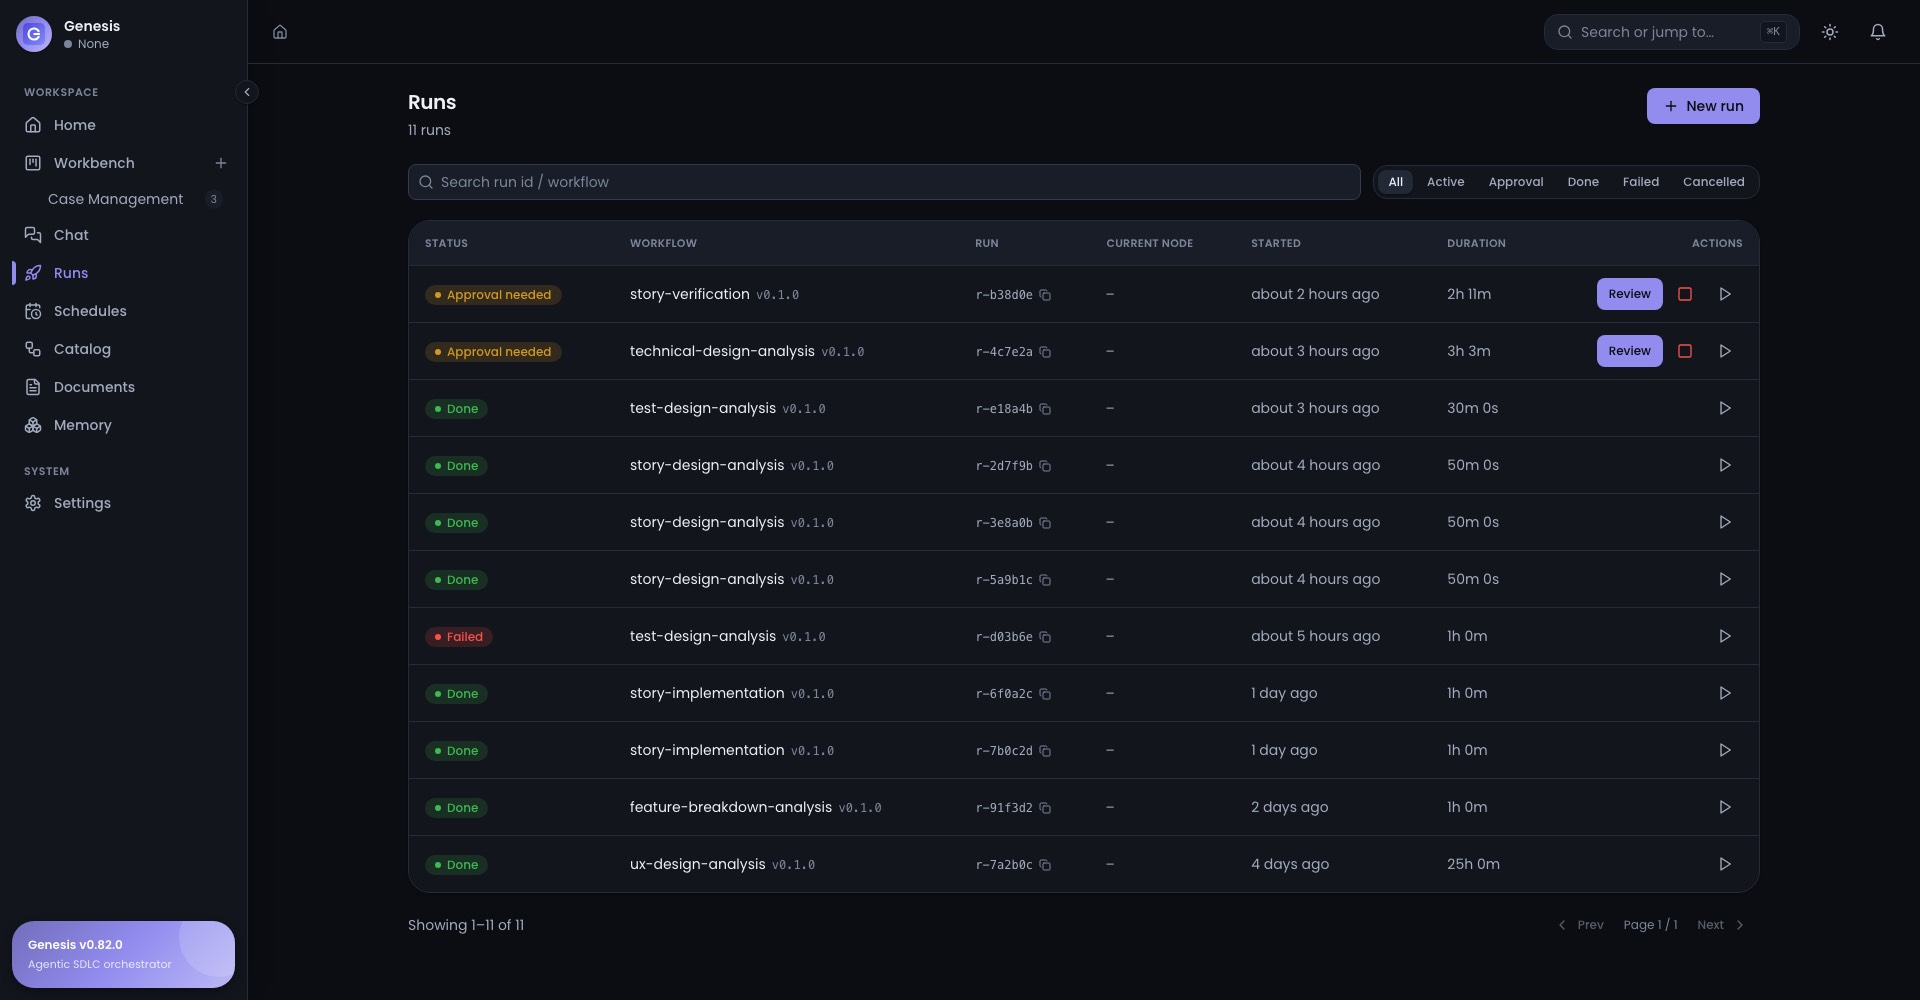 Genesis
None
WORKSPACE
Home
Workbench
Case Management 3
Chat
Runs
Schedules
Catalog
Documents
Memory
SYSTEM
Settings
Genesis v0.82.0
Agentic SDLC orchestrator
Search or jump to... ⌘K
Runs
11 runs
New run
Search run id / workflow
All Active Approval Done Failed Cancelled
STATUS WORKFLOW RUN CURRENT NODE STARTED DURATION ACTIONS
Approval needed story-verification v0.1.0 r-b38d0e – about 2 hours ago 2h 11m Review
Approval needed technical-design-analysis v0.1.0 r-4c7e2a – about 3 hours ago 3h 3m Review
Done test-design-analysis v0.1.0 r-e18a4b – about 3 hours ago 30m 0s
Done story-design-analysis v0.1.0 r-2d7f9b – about 4 hours ago 50m 0s
Done story-design-analysis v0.1.0 r-3e8a0b – about 4 hours ago 50m 0s
Done story-design-analysis v0.1.0 r-5a9b1c – about 4 hours ago 50m 0s
Failed test-design-analysis v0.1.0 r-d03b6e – about 5 hours ago 1h 0m
Done story-implementation v0.1.0 r-6f0a2c – 1 day ago 1h 0m
Done story-implementation v0.1.0 r-7b0c2d – 1 day ago 1h 0m
Done feature-breakdown-analysis v0.1.0 r-91f3d2 – 2 days ago 1h 0m
Done ux-design-analysis v0.1.0 r-7a2b0c – 4 days ago 25h 0m
Showing 1–11 of 11
Prev Page 1 / 1 Next